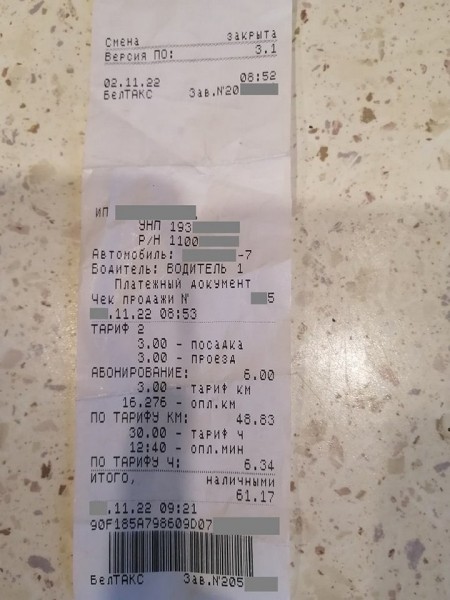 Смена закрыта
Версия ПО: 3.1
02.11.22 08:52
БелТАКС Зав.N°20
ИП
УНП 193
Р/Н 1100
Автомобиль: -7
Водитель: ВОДИТЕЛЬ 1
Платежный документ
Чек продажи N 5
.11.22 08:53
ТАРИФ 2
3.00 - посадка
3.00 - проезд
АБОНИРОВАНИЕ: 6.00
3.00 - тариф км
16.276 - опл.км
ПО ТАРИФУ КМ: 48.83
30.00 - тариф ч
12:40 - опл.мин
ПО ТАРИФУ Ч: 6.34
ИТОГО, наличными
61.17
.11.22 09:21
90F185A798609D07
БелТАКС Зав.N°205